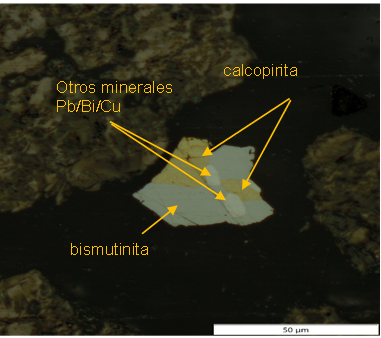 calcopirita
Otros minerales
Pb/Bi/Cu
bismutinita
50 µm